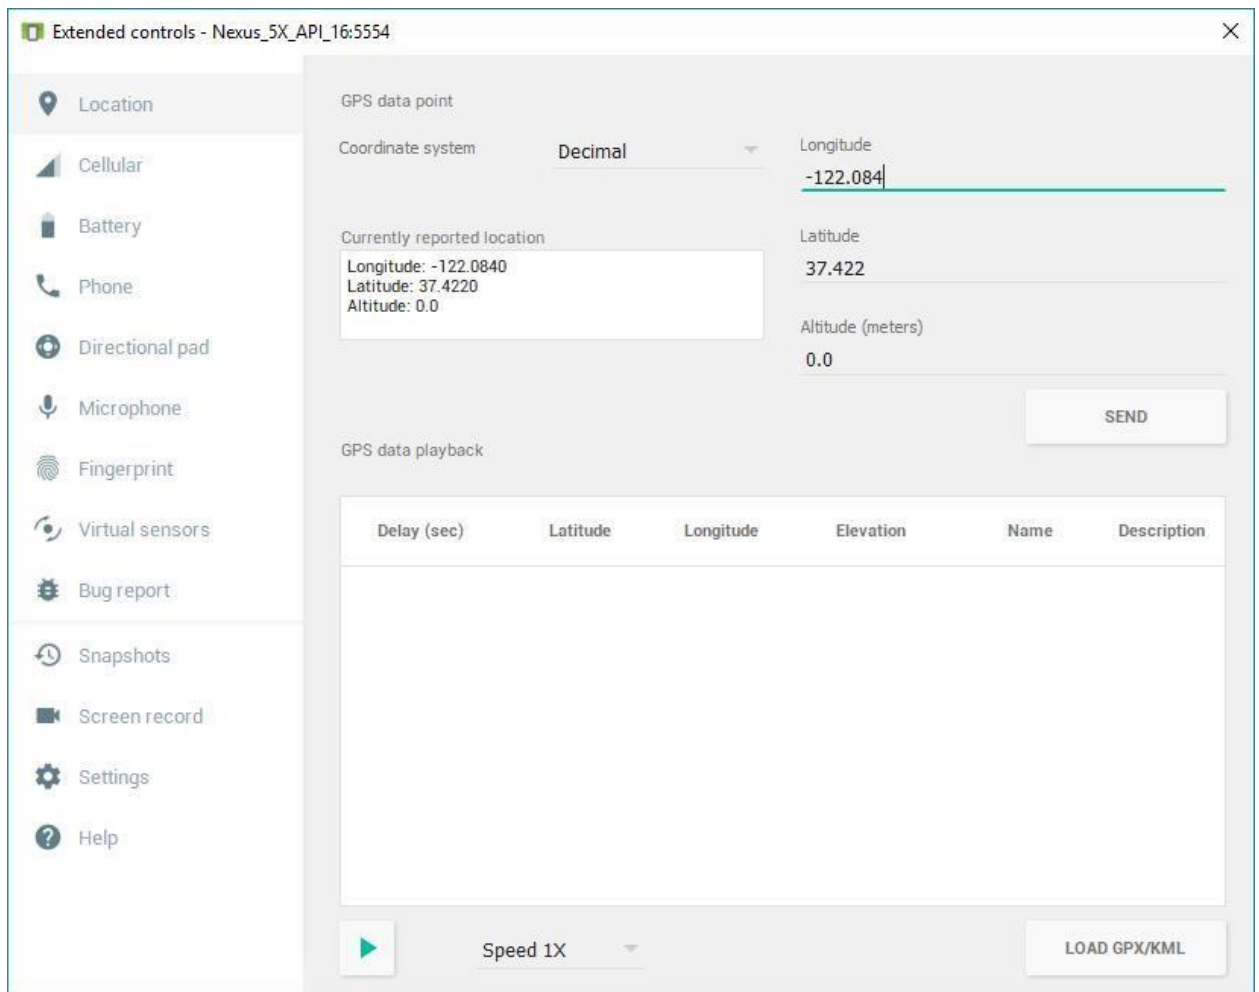 Extended controls - Nexus_5X_API_16:5554
Location
Cellular
Battery
Phone
Directional pad
Microphone
Fingerprint
Virtual sensors
Bug report
Snapshots
Screen record
Settings
Help
GPS data point
Coordinate system
Decimal
Longitude
-122.084
Currently reported location
Longitude: -122.0840
Latitude: 37.4220
Altitude: 0.0
Latitude
37.422
Altitude (meters)
0.0
SEND
GPS data playback
Delay (sec) Latitude Longitude Elevation Name Description
Speed 1X
LOAD GPX/KML